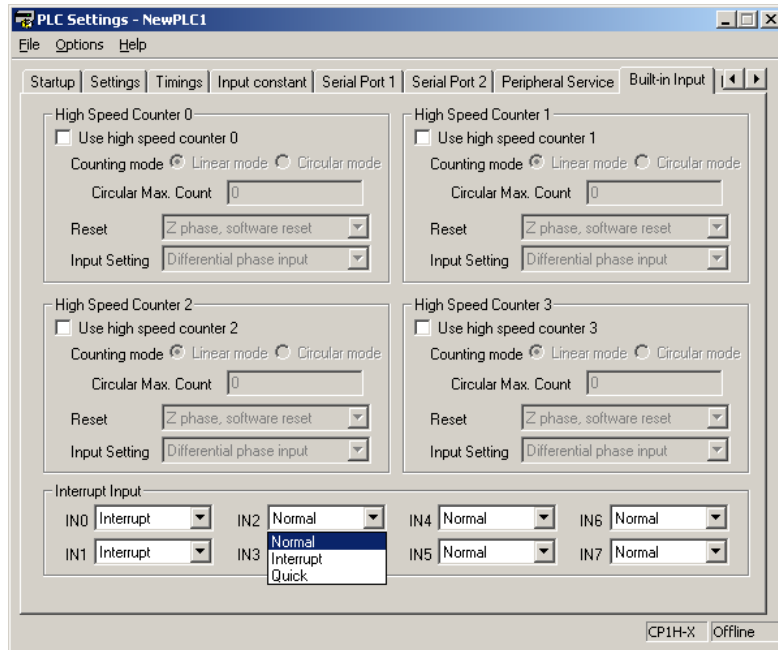 PLC Settings - NewPLC1
File Options Help
Startup Settings Timings Input constant Serial Port 1 Serial Port 2 Peripheral Service Built-in Input
High Speed Counter 0
Use high speed counter 0
Counting mode Linear mode Circular mode
Circular Max. Count 0
Reset Z phase, software reset
Input Setting Differential phase input
High Speed Counter 1
Use high speed counter 1
Counting mode Linear mode Circular mode
Circular Max. Count 0
Reset Z phase, software reset
Input Setting Differential phase input
High Speed Counter 2
Use high speed counter 2
Counting mode Linear mode Circular mode
Circular Max. Count 0
Reset Z phase, software reset
Input Setting Differential phase input
High Speed Counter 3
Use high speed counter 3
Counting mode Linear mode Circular mode
Circular Max. Count 0
Reset Z phase, software reset
Input Setting Differential phase input
Interrupt Input
IN0 Interrupt IN2 Normal IN4 Normal IN6 Normal
IN1 Interrupt IN3 Normal IN5 Normal IN7 Normal
Interrupt
Quick
CP1H-X Offline